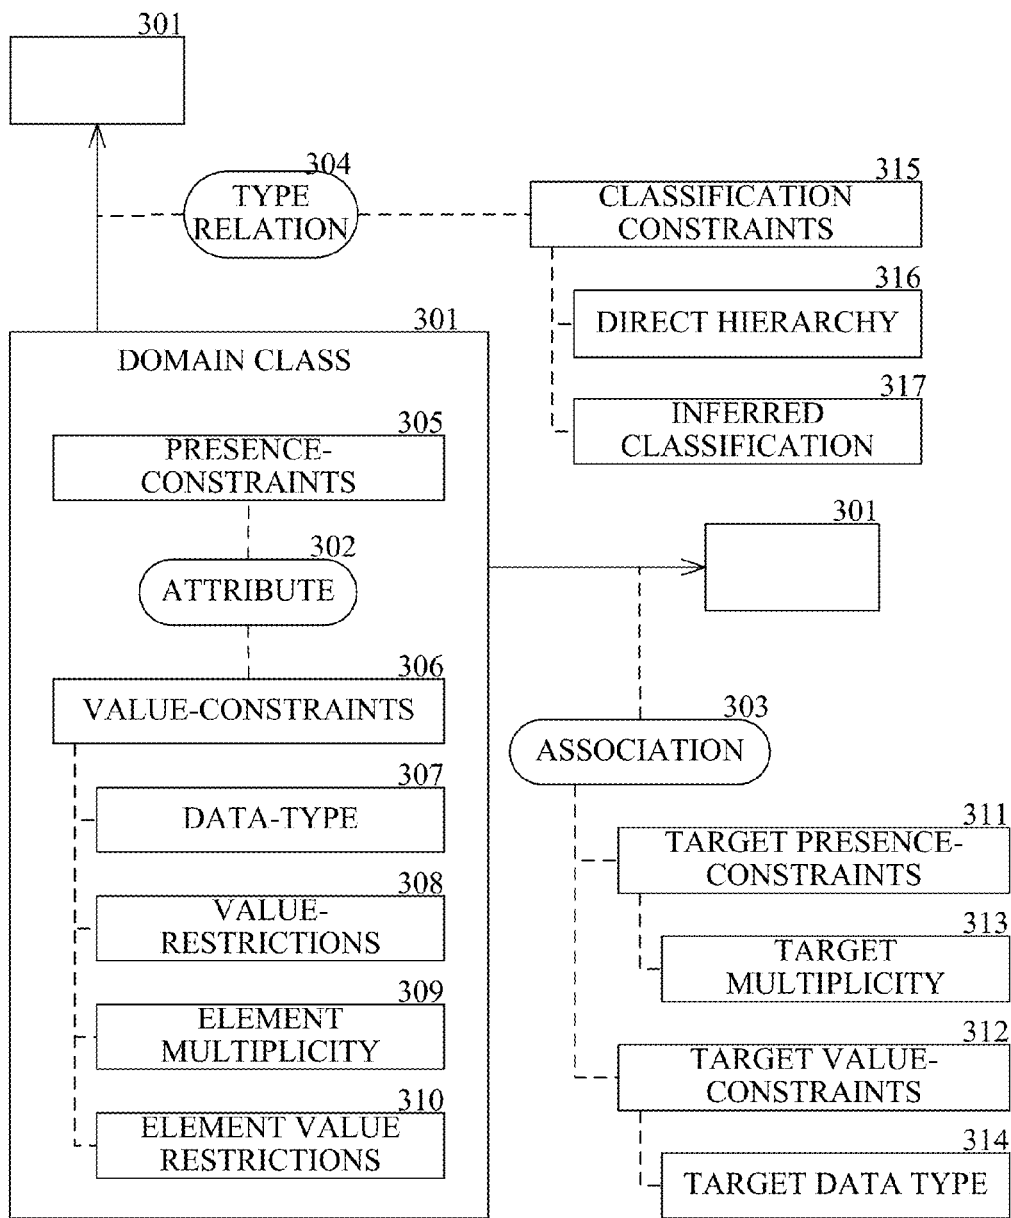 301
304
TYPE
RELATION
315
CLASSIFICATION
CONSTRAINTS
316
DIRECT HIERARCHY
317
INFERRED
CLASSIFICATION
301
DOMAIN CLASS
305
PRESENCE-
CONSTRAINTS
302
ATTRIBUTE
306
VALUE-CONSTRAINTS
307
DATA-TYPE
308
VALUE-
RESTRICTIONS
309
ELEMENT
MULTIPLICITY
310
ELEMENT VALUE
RESTRICTIONS
301
303
ASSOCIATION
311
TARGET PRESENCE-
CONSTRAINTS
313
TARGET
MULTIPLICITY
312
TARGET VALUE-
CONSTRAINTS
314
TARGET DATA TYPE